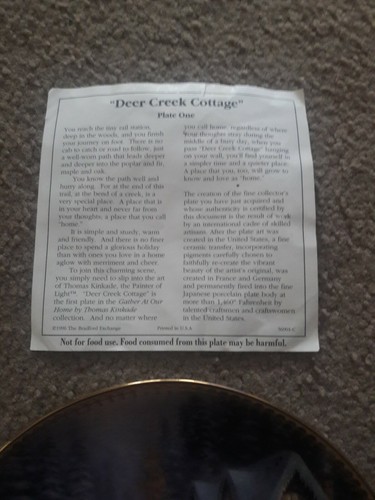 "Deer Creek Cottage"
Plate One
You reach the tiny rail station,
deep in the woods, and you finish
your journey on foot. There is no
cab to catch or road to follow, just
a well-worn path that leads deeper
and deeper into the poplar and fir,
maple and oak.
You know the path well and
hurry along. For at the end of this
trail, at the bend of a creek, is a
very special place. A place that is
in your heart and never far from
your thoughts, a place that you call
"home."
It is simple and sturdy, warm
and friendly. And there is no finer
place to spend a glorious holiday
than with ones you love in a home
aglow with merriment and cheer.
To join this charming scene,
you simply need to slip into the art
of Thomas Kinkade, the Painter of
Light™. "Deer Creek Cottage" is
the first plate in the Gather At Our
Home by Thomas Kinkade
collection. And no matter where
you call home, regardless of where
your thoughts stray during the
middle of a busy day, when you
pass "Deer Creek Cottage" hanging
on your wall, you'll find yourself in
a simpler time and a quieter place.
A place that you, too, will grow to
know and love as "home."
The creation of the fine collector's
plate you have just acquired and
whose authenticity is certified by
this document is the result of work
by an international cadre of skilled
artisans. After the plate art was
created in the United States, a fine
ceramic transfer, incorporating
pigments carefully chosen to
faithfully re-create the vibrant
beauty of the artist's original, was
created in France and Germany
and permanently fired into the fine
Japanese porcelain plate body at
more than 1,400° Fahrenheit by
talented craftsmen and craftswomen
in the United States.
The Bradford Exchange
Printed in U.S.A.
Not for food use. Food consumed from this plate may be harmful.